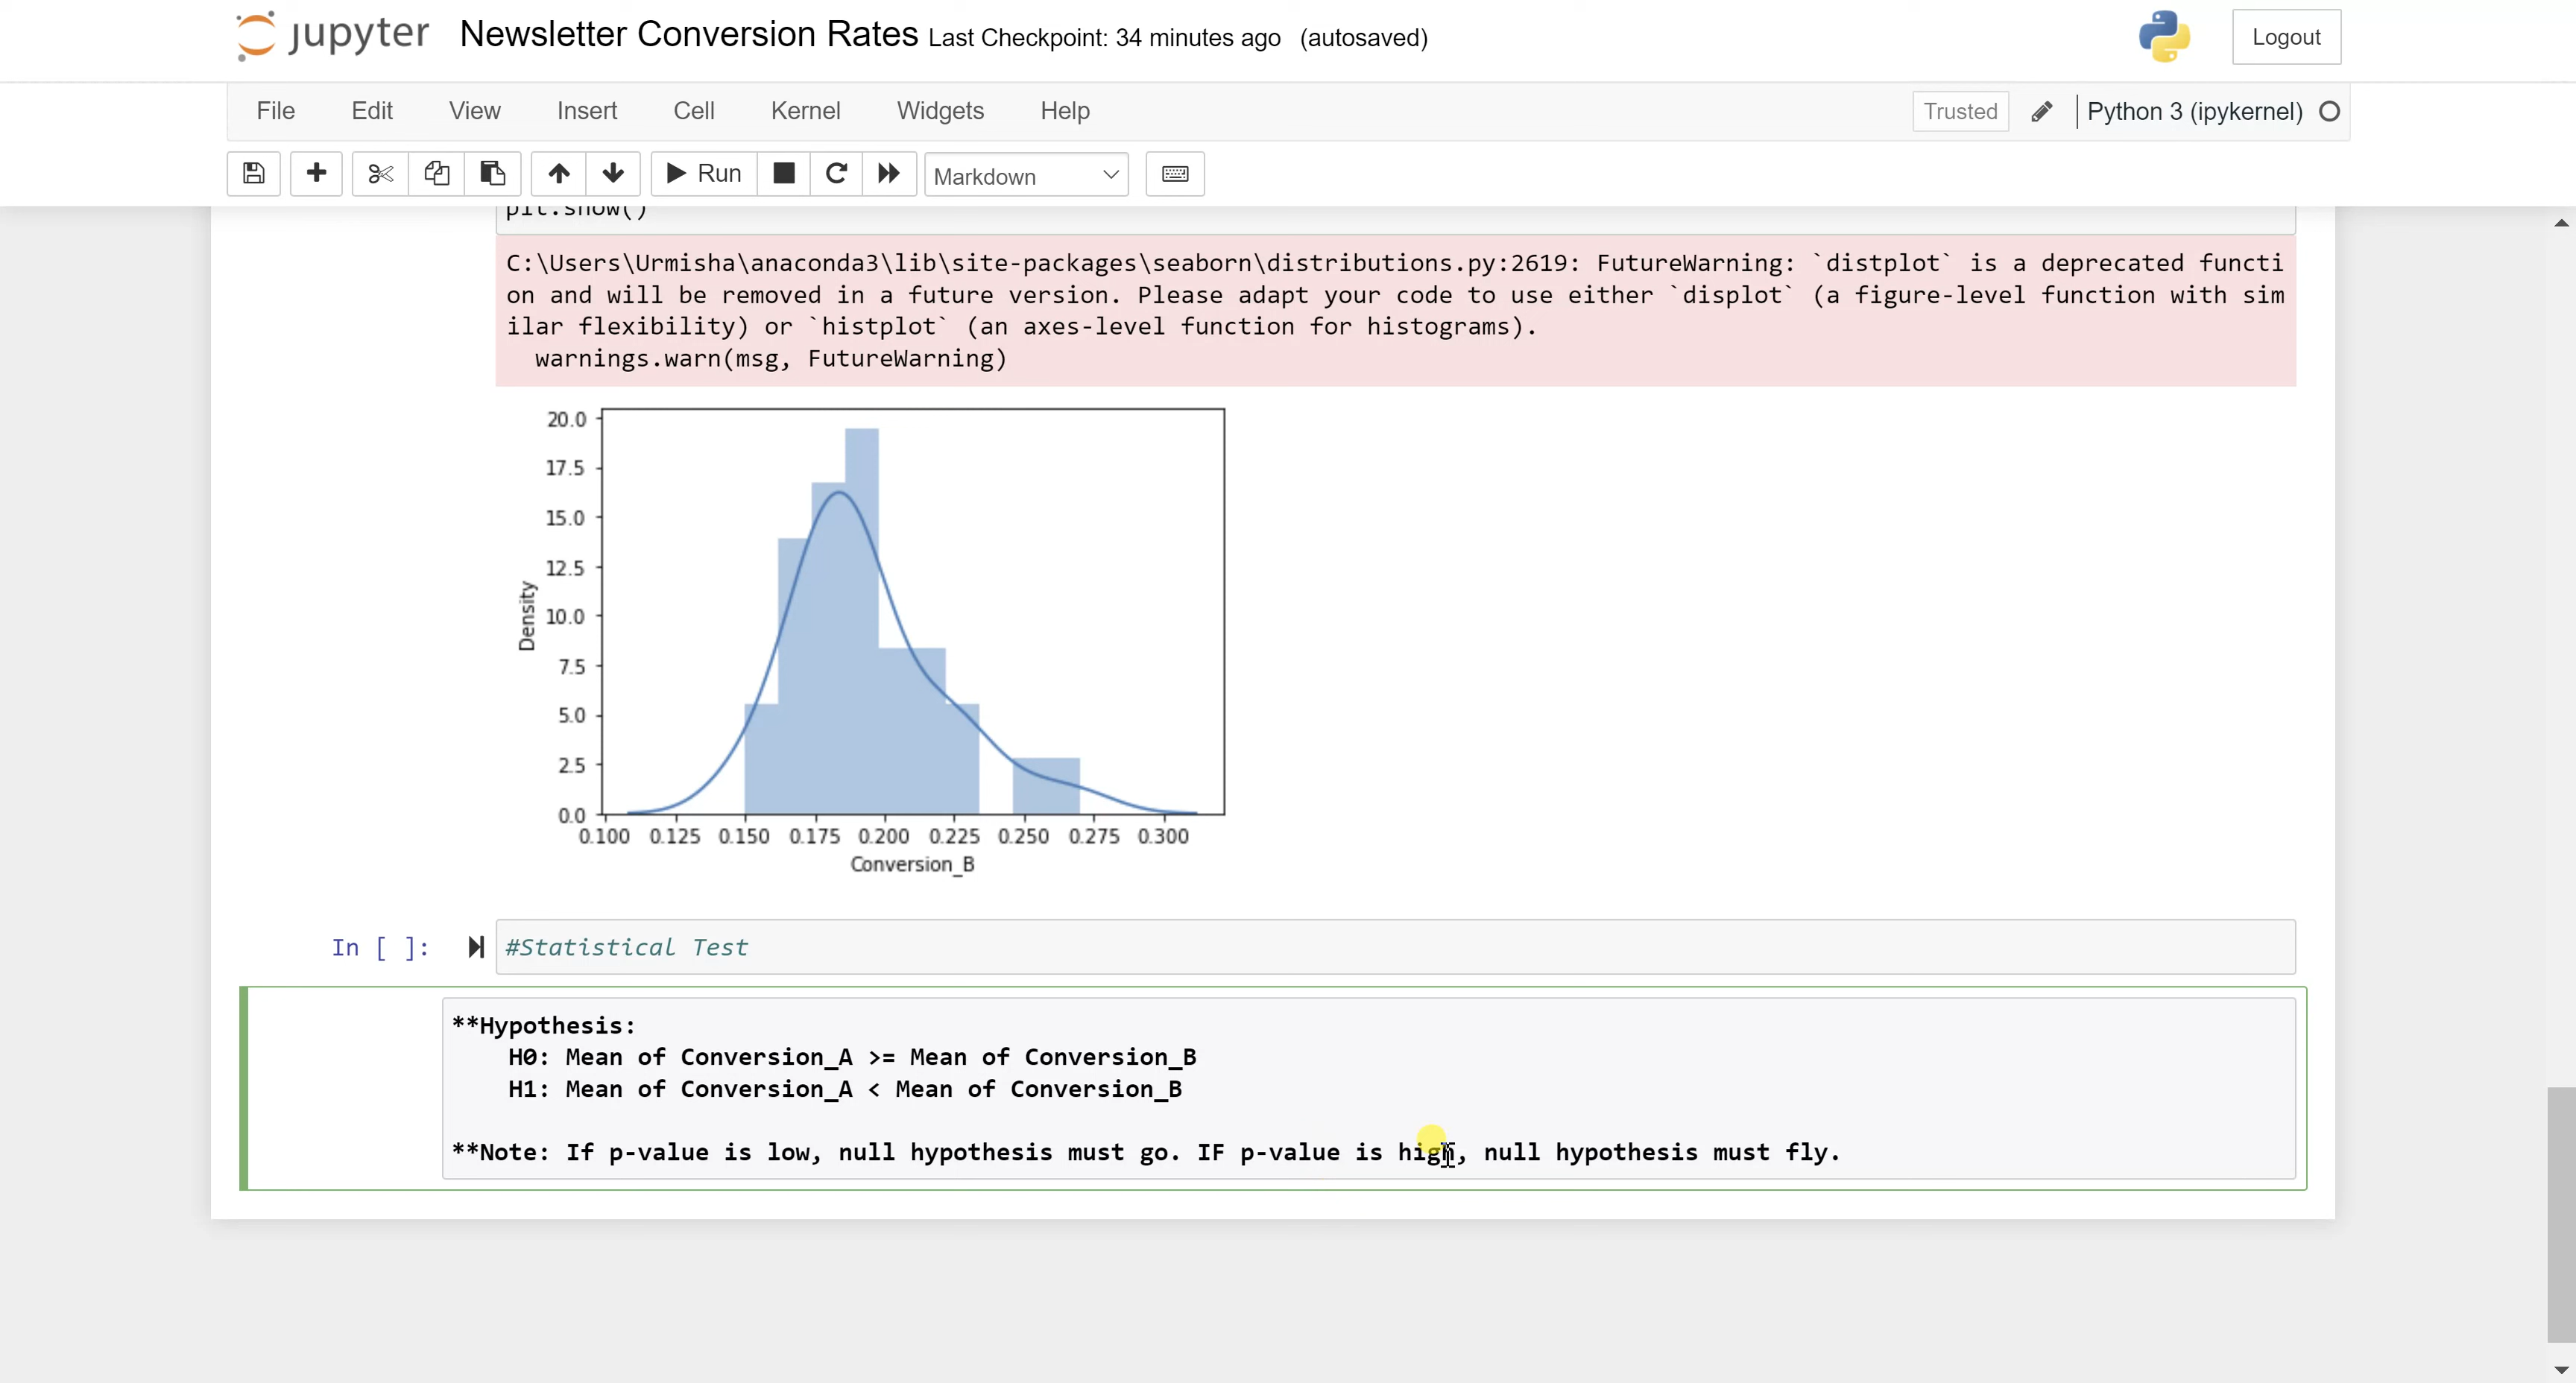 jupyter Newsletter Conversion Rates Last Checkpoint: 34 minutes ago (autosaved)
Logout
File Edit View Insert Cell Kernel Widgets Help
Trusted Python 3 (ipykernel)
Run Markdown
plt.show()
C:\Users\Urmisha\anaconda3\lib\site-packages\seaborn\distributions.py:2619: FutureWarning: `distplot` is a deprecated functi
on and will be removed in a future version. Please adapt your code to use either `displot` (a figure-level function with sim
ilar flexibility) or `histplot` (an axes-level function for histograms).
warnings.warn(msg, FutureWarning)
20.0
17.5
15.0
12.5
10.0
7.5
5.0
2.5
0.0
Density
0.100 0.125 0.150 0.175 0.200 0.225 0.250 0.275 0.300
Conversion_B
In [ ]: #Statistical Test
**Hypothesis:
H0: Mean of Conversion_A >= Mean of Conversion_B
H1: Mean of Conversion_A < Mean of Conversion_B
**Note: If p-value is low, null hypothesis must go. IF p-value is high, null hypothesis must fly.